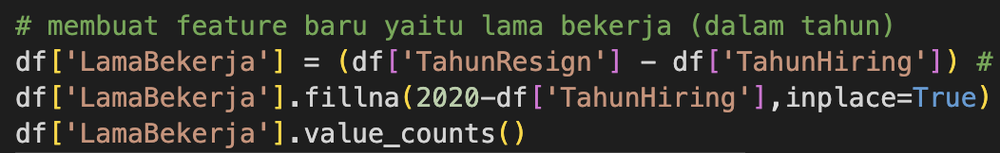 # membuat feature baru yaitu lama bekerja (dalam tahun)
df['LamaBekerja'] = (df['TahunResign'] - df['TahunHiring']) #
df['LamaBekerja'].fillna(2020-df['TahunHiring'],inplace=True)
df['LamaBekerja'].value_counts()